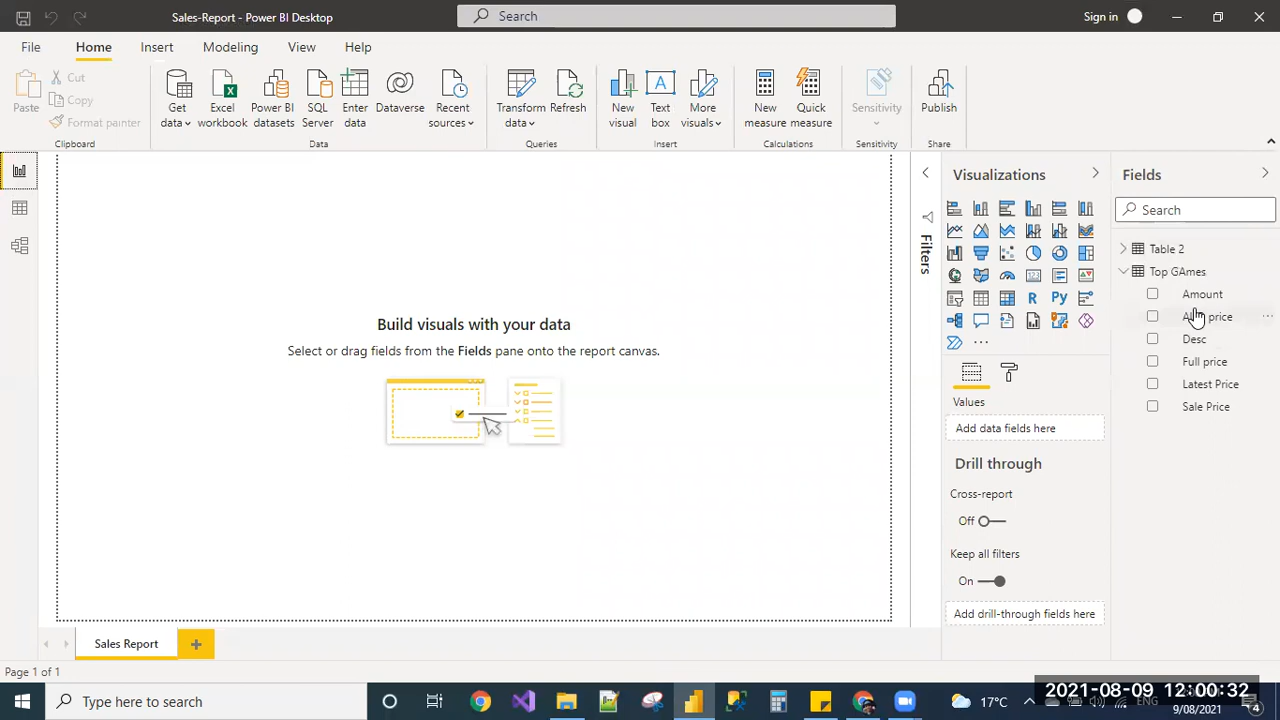 Sales-Report - Power BI Desktop
Search
Sign in
File
Home
Insert
Modeling
View
Help
Paste
Cut
Copy
Format painter
Clipboard
Get data
Excel workbook
Power BI datasets
SQL Server
Enter data
Dataverse
Recent sources
Data
Transform data
Refresh
Queries
New visual
Text box
More visuals
Insert
New measure
Quick measure
Calculations
Sensitivity
Sensitivity
Publish
Share
Build visuals with your data
Select or drag fields from the Fields pane onto the report canvas.
Filters
Visualizations
Values
Add data fields here
Drill through
Cross-report
Off
Keep all filters
On
Add drill-through fields here
Fields
Search
Table 2
Top GAmes
Amount
price
Desc
Full price
Latest Price
Sale Price
Sales Report
Page 1 of 1
Type here to search
17°C
ENG
2021-08-09 12:00:32
9/08/2021
4